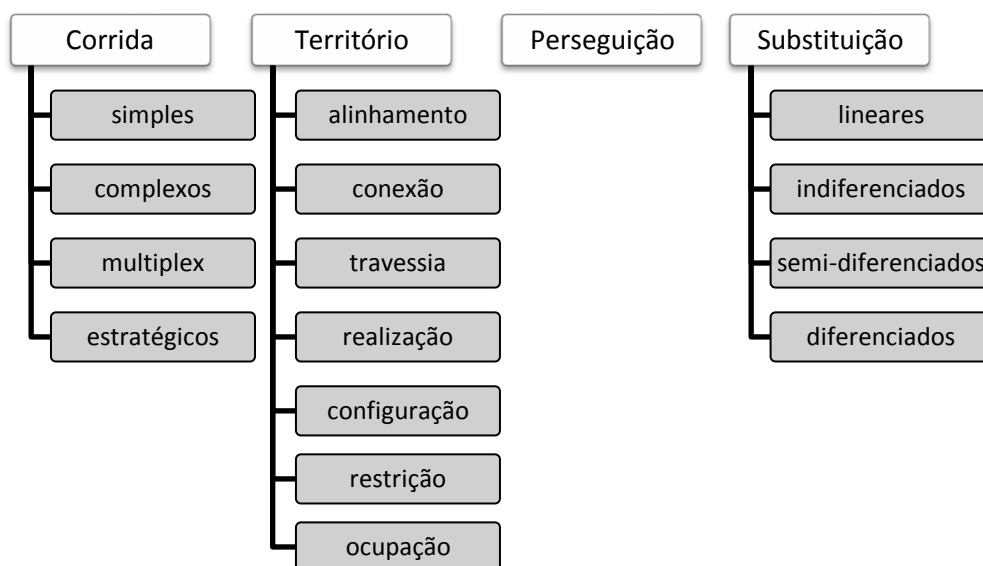 Corrida
simples
complexos
multiplex
estratégicos
Território
alinhamento
conexão
travessia
realização
configuração
restrição
ocupação
Perseguição
Substituição
lineares
indiferenciados
semi-diferenciados
diferenciados